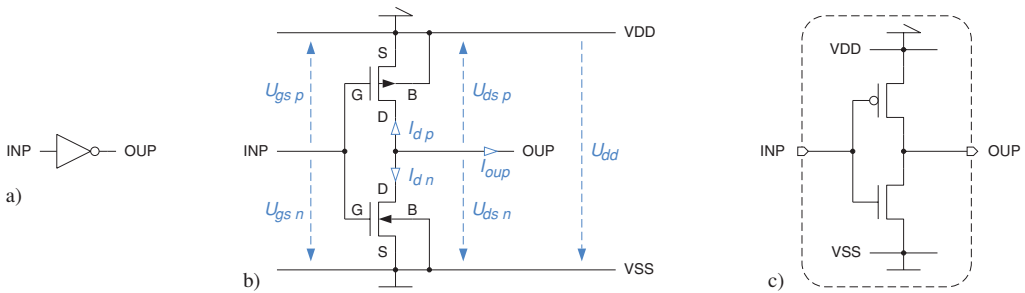 INP OUP
a)
VDD
S
U_gs p G B U_ds p
D
I_d p
INP OUP
I_oup U_dd
I_d n
D
U_gs n G B U_ds n
S
VSS
b)
VDD
INP OUP
VSS
c)